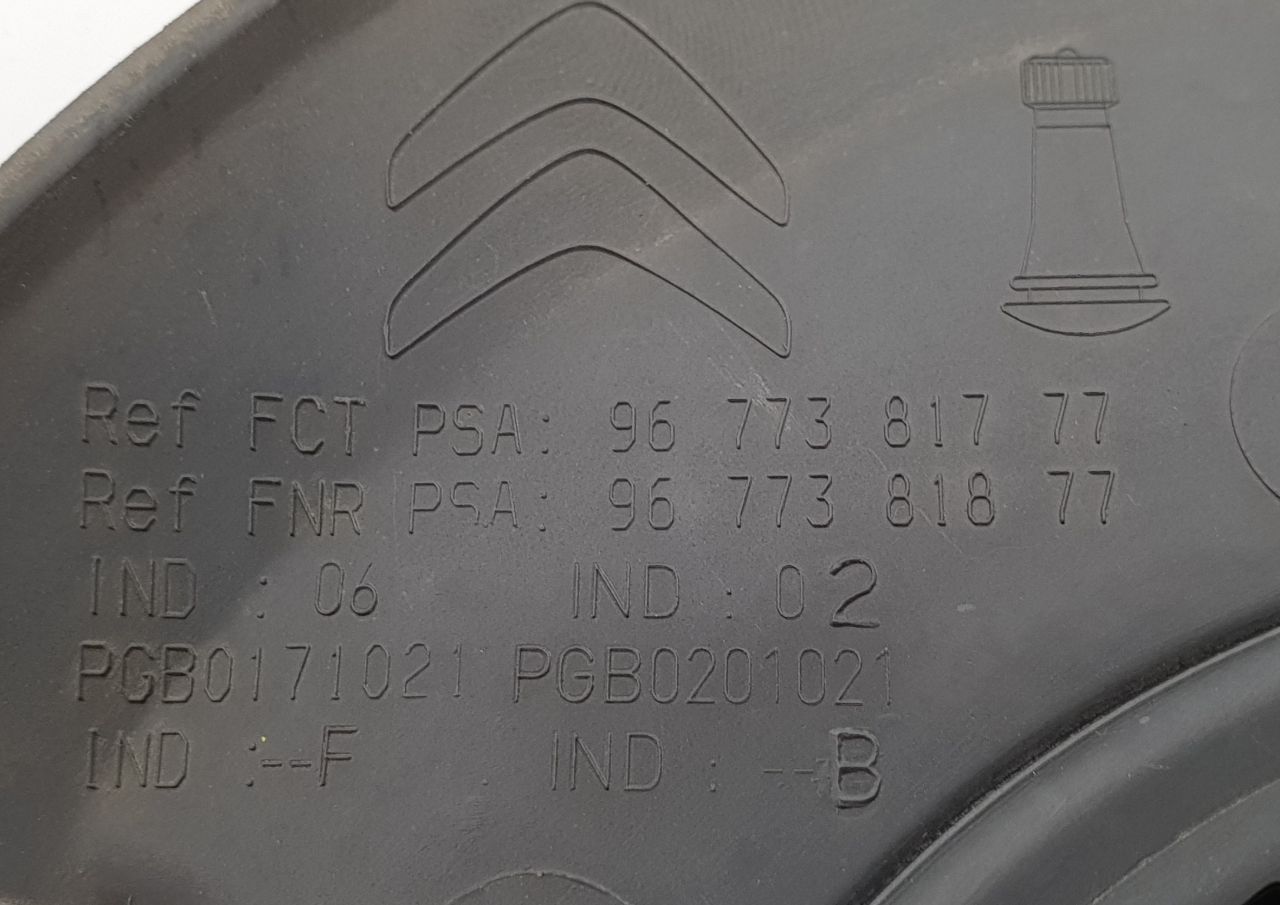 Ref FCT PSA: 96 773 817 77
Ref FNR PSA: 96 773 818 77
IND : 06 IND : 02
PGB0171021 PGB0201021
IND :--F IND : --B